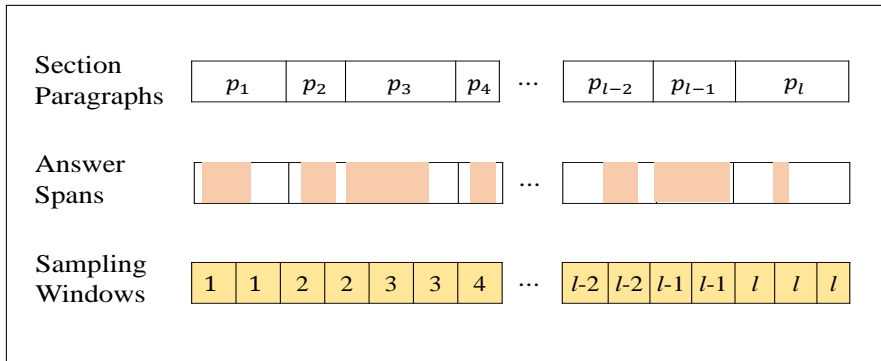 Section
Paragraphs
p₁ p₂ p₃ p₄ ... pₗ₋₂ pₗ₋₁ pₗ
Answer
Spans
...
Sampling
Windows
1 1 2 2 3 3 4 ... l-2 l-2 l-1 l-1 l l l